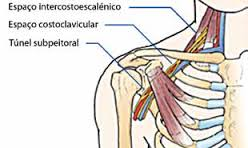 Espaço intercostoescalénico
Espaço costoclavicular
Túnel subpeitoral